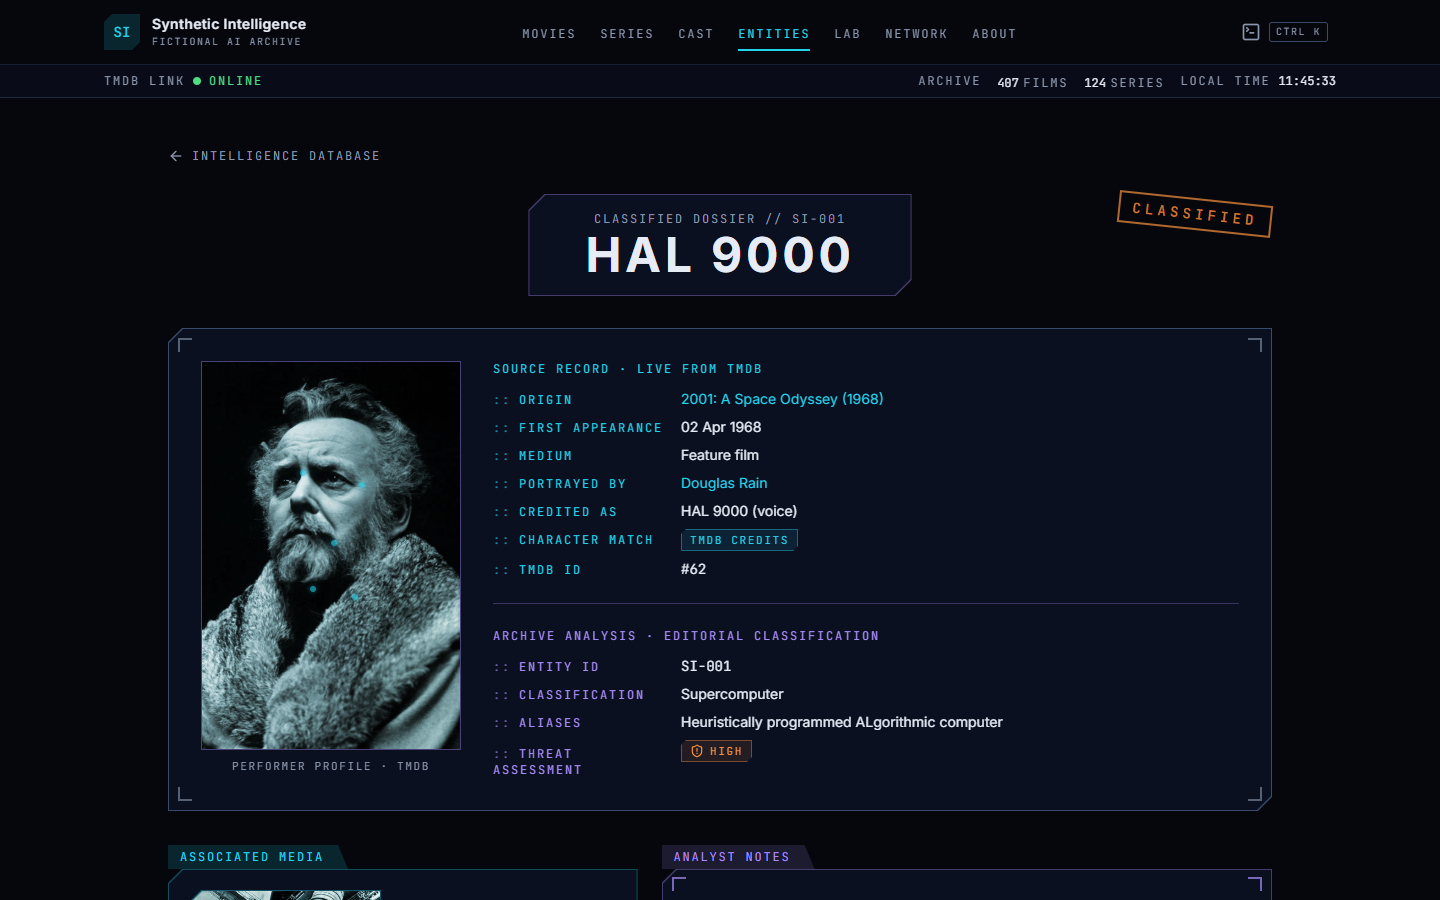 SI
Synthetic Intelligence
FICTIONAL AI ARCHIVE
MOVIES SERIES CAST ENTITIES LAB NETWORK ABOUT
CTRL K
TMDB LINK ONLINE
ARCHIVE 407 FILMS 124 SERIES LOCAL TIME 11:45:33
← INTELLIGENCE DATABASE
CLASSIFIED DOSSIER // SI-001
HAL 9000
CLASSIFIED
SOURCE RECORD · LIVE FROM TMDB
:: ORIGIN 2001: A Space Odyssey (1968)
:: FIRST APPEARANCE 02 Apr 1968
:: MEDIUM Feature film
:: PORTRAYED BY Douglas Rain
:: CREDITED AS HAL 9000 (voice)
:: CHARACTER MATCH TMDB CREDITS
:: TMDB ID #62
PERFORMER PROFILE · TMDB
ARCHIVE ANALYSIS · EDITORIAL CLASSIFICATION
:: ENTITY ID SI-001
:: CLASSIFICATION Supercomputer
:: ALIASES Heuristically programmed ALgorithmic computer
:: THREAT ASSESSMENT HIGH
ASSOCIATED MEDIA
ANALYST NOTES